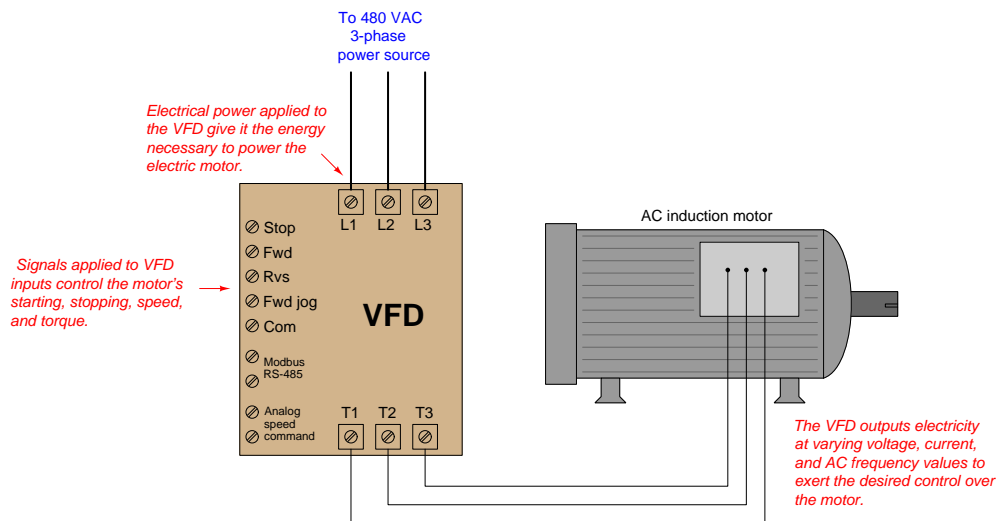 To 480 VAC
3-phase
power source
Electrical power applied to
the VFD give it the energy
necessary to power the
electric motor.
L1 L2 L3
Stop
Fwd
Rvs
Fwd jog
Com
Modbus
RS-485
Analog
speed
command
VFD
T1 T2 T3
Signals applied to VFD
inputs control the motor's
starting, stopping, speed,
and torque.
AC induction motor
The VFD outputs electricity
at varying voltage, current,
and AC frequency values to
exert the desired control over
the motor.